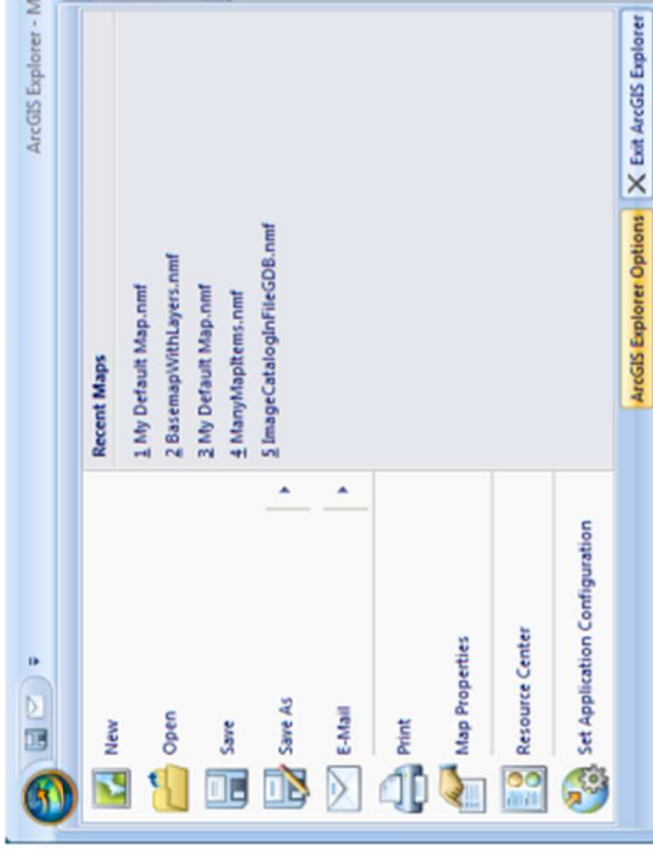 ArcGIS Explorer - M
New
Open
Save
Save As
E-Mail
Print
Map Properties
Resource Center
Set Application Configuration
Recent Maps
1 My Default Map.nmf
2 BasemapWithLayers.nmf
3 My Default Map.nmf
4 ManyMapItems.nmf
5 ImageCatalogInFileGDB.nmf
ArcGIS Explorer Options
Exit ArcGIS Explorer